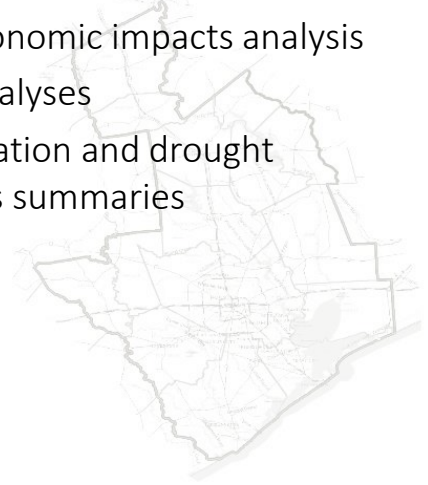 onomic impacts analysis
alyses
ation and drought
s summaries